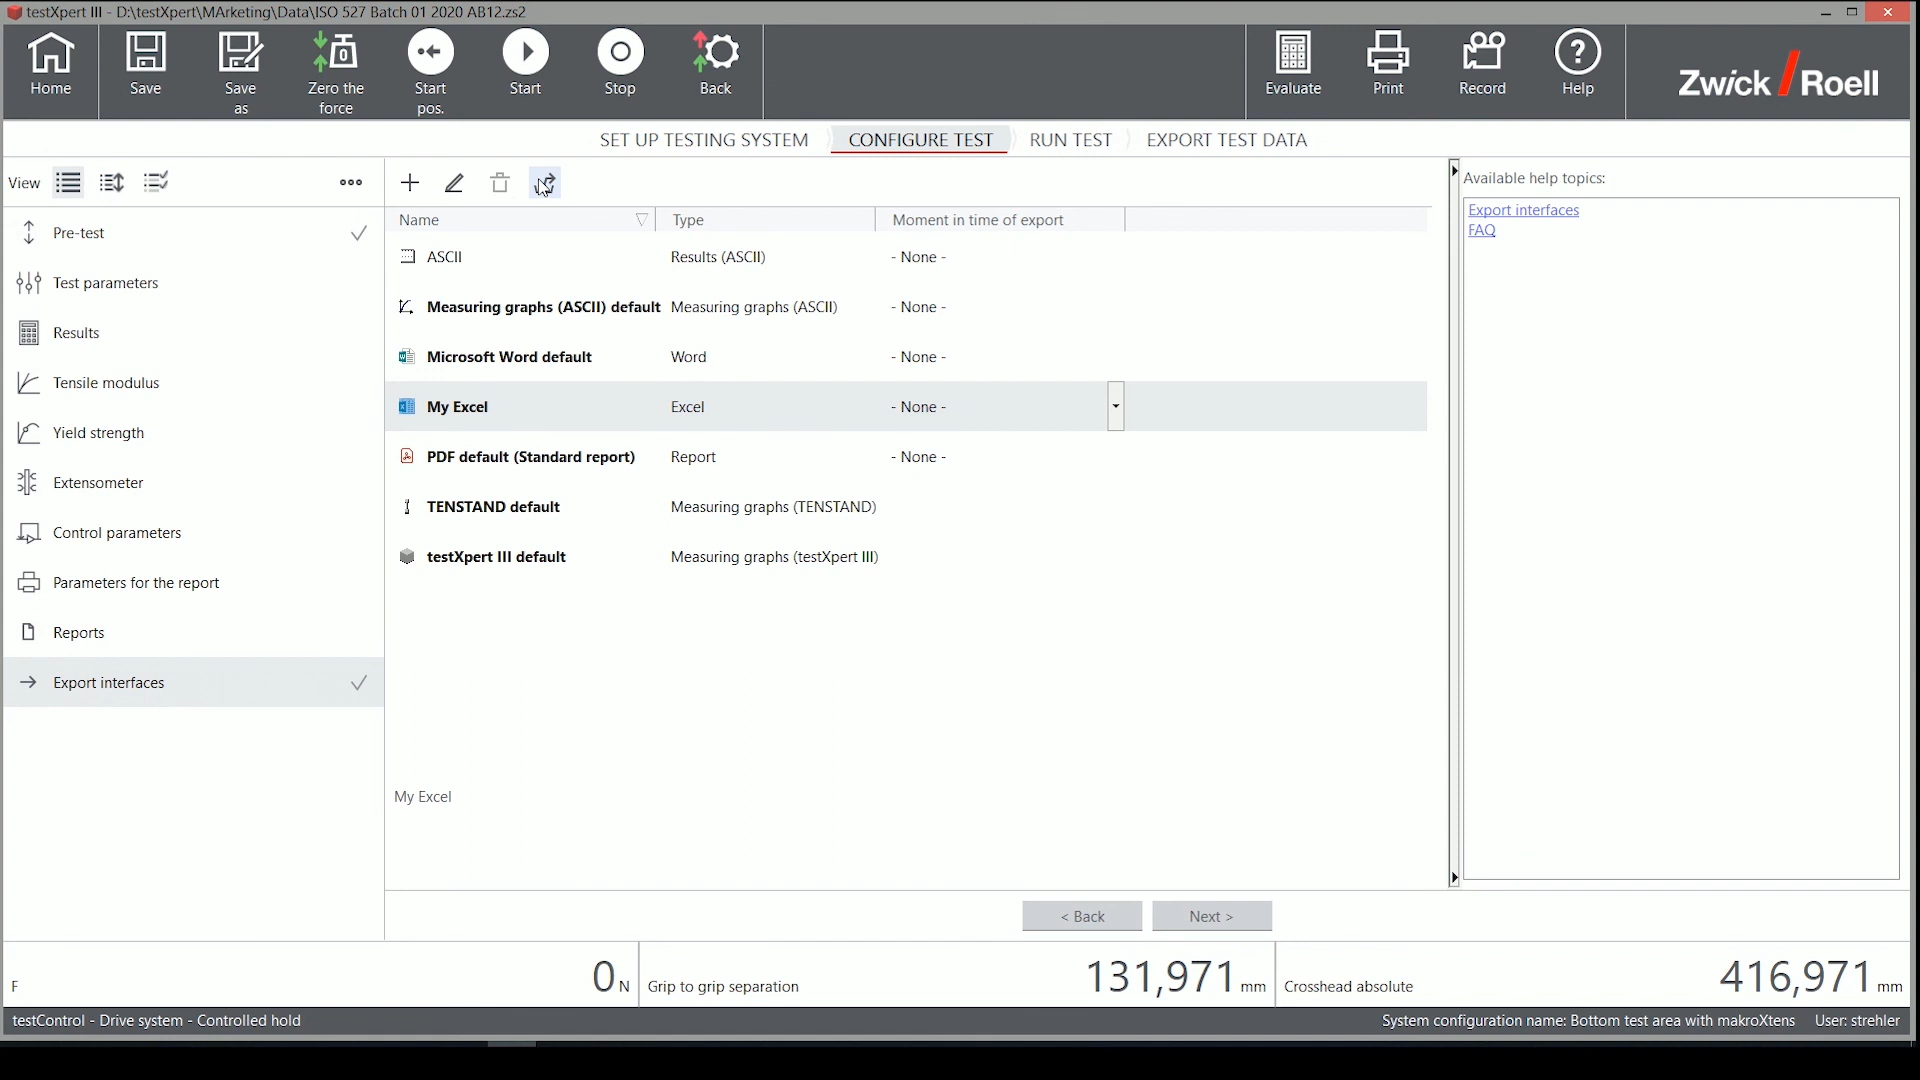 testXpert III - D:\testXpert\MArketing\Data\ISO 527 Batch 01 2020 AB12.zs2
Home
Save
Save as
Zero the force
Start pos.
Start
Stop
Back
Evaluate
Print
Record
Help
Zwick / Roell
SET UP TESTING SYSTEM
CONFIGURE TEST
RUN TEST
EXPORT TEST DATA
View
Pre-test
Test parameters
Results
Tensile modulus
Yield strength
Extensometer
Control parameters
Parameters for the report
Reports
Export interfaces
Name Type Moment in time of export
ASCII Results (ASCII) - None -
Measuring graphs (ASCII) default Measuring graphs (ASCII) - None -
Microsoft Word default Word - None -
My Excel Excel - None -
PDF default (Standard report) Report - None -
TENSTAND default Measuring graphs (TENSTAND)
testXpert III default Measuring graphs (testXpert III)
My Excel
Available help topics:
Export interfaces
FAQ
< Back
Next >
F 0 N
Grip to grip separation 131,971 mm
Crosshead absolute 416,971 mm
testControl - Drive system - Controlled hold
System configuration name: Bottom test area with makroXtens User: strehler